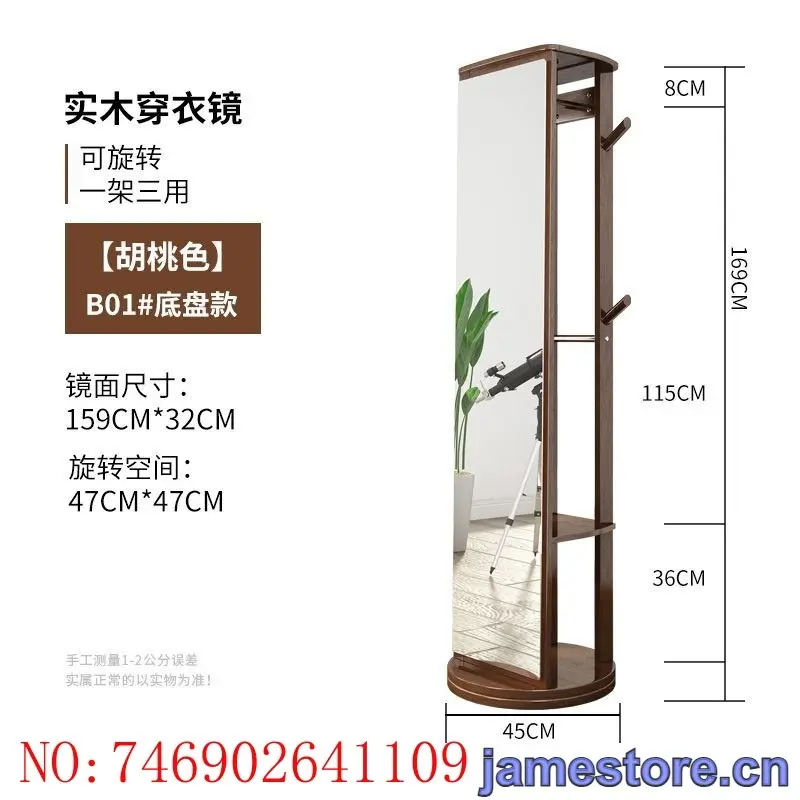 实木穿衣镜
可旋转
一架三用
【胡桃色】
B01#底盘款
镜面尺寸：
159CM*32CM
旋转空间：
47CM*47CM
手工测量1-2公分误差
实属正常的以实物为准！
8CM
169CM
115CM
36CM
45CM
NO: 746902641109
jamestore.cn